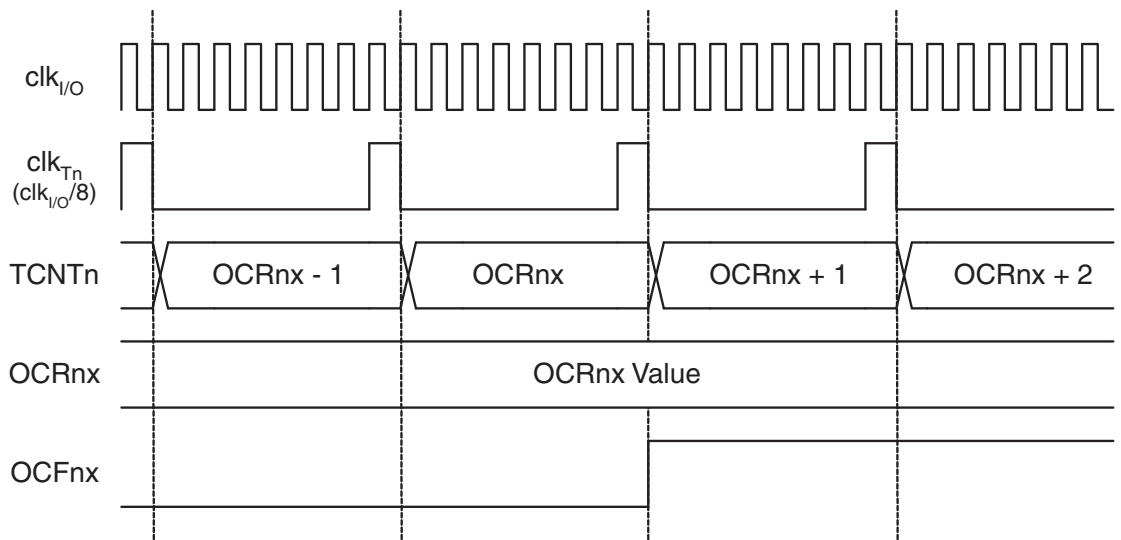 clkI/O
clkTn
(clkI/O/8)
TCNTn OCRnx - 1 OCRnx OCRnx + 1 OCRnx + 2
OCRnx OCRnx Value
OCFnx